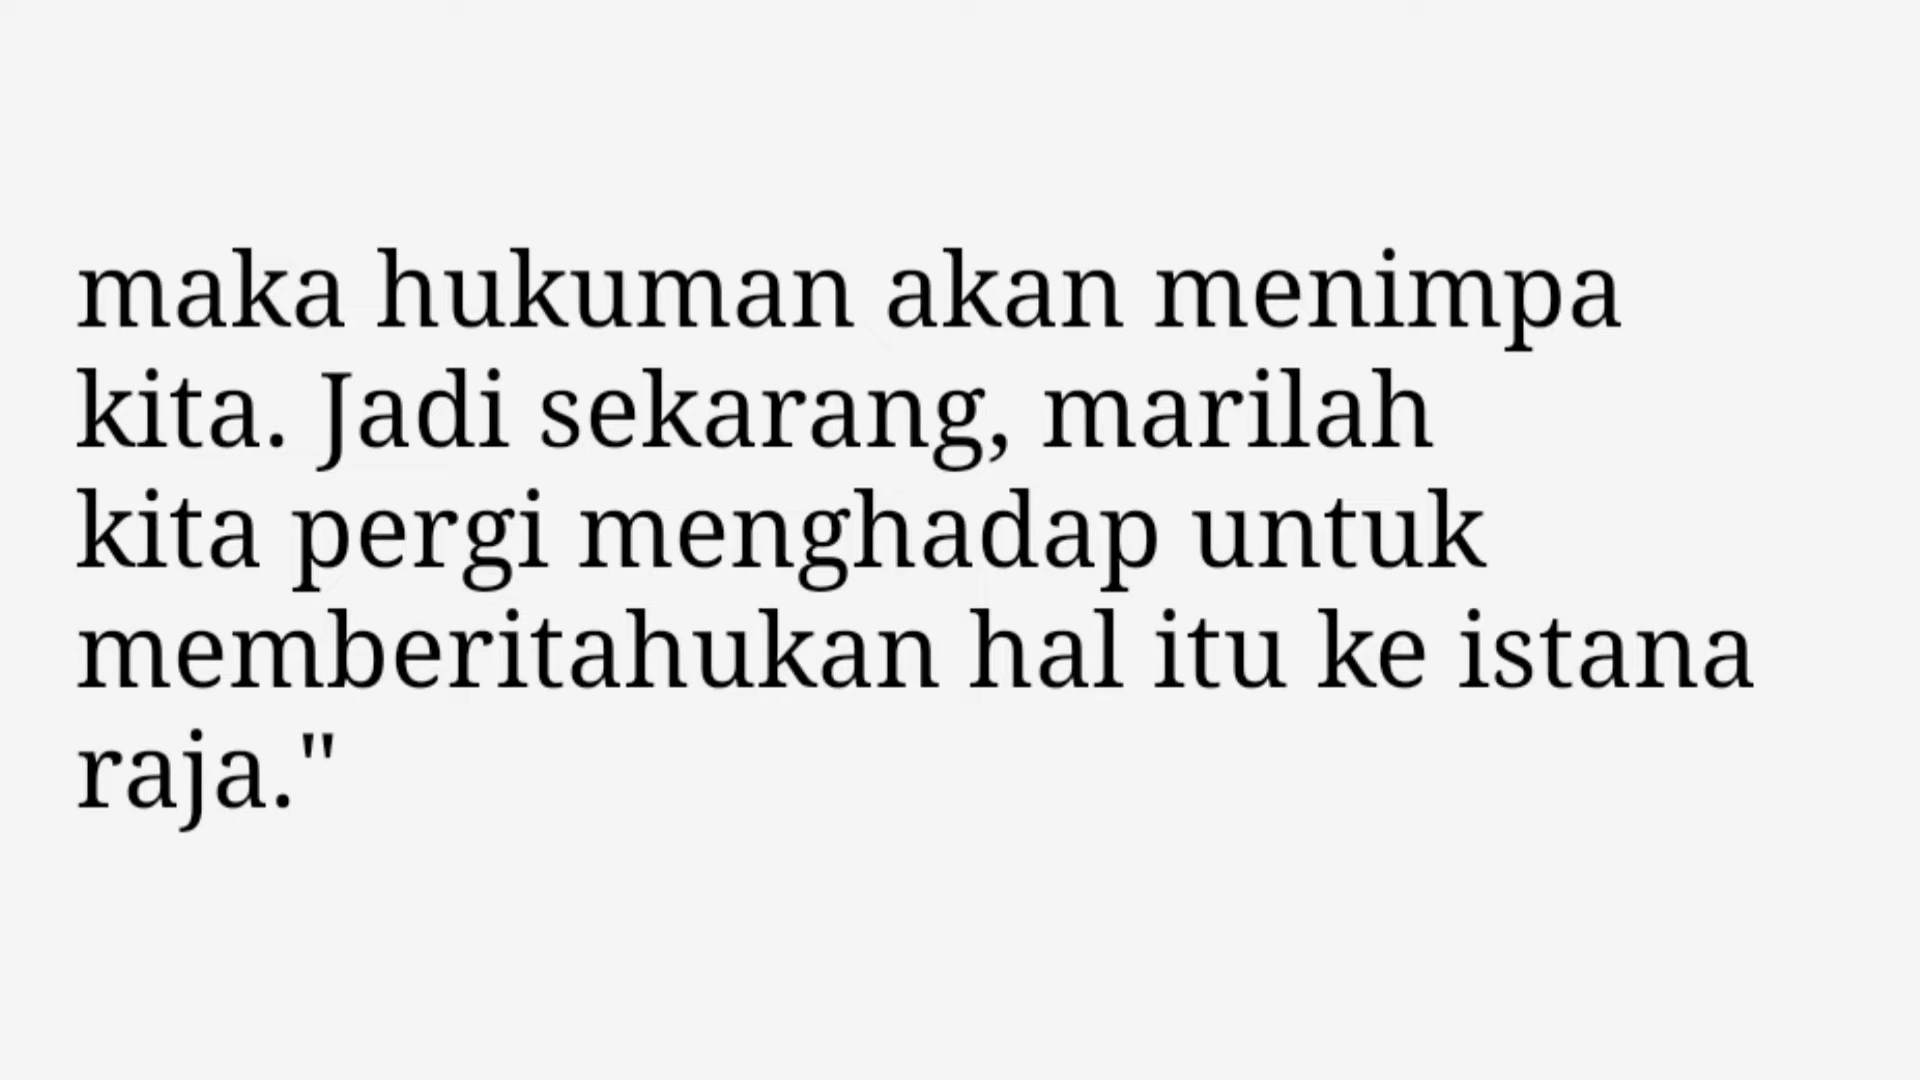 maka hukuman akan menimpa
kita. Jadi sekarang, marilah
kita pergi menghadap untuk
memberitahukan hal itu ke istana
raja."